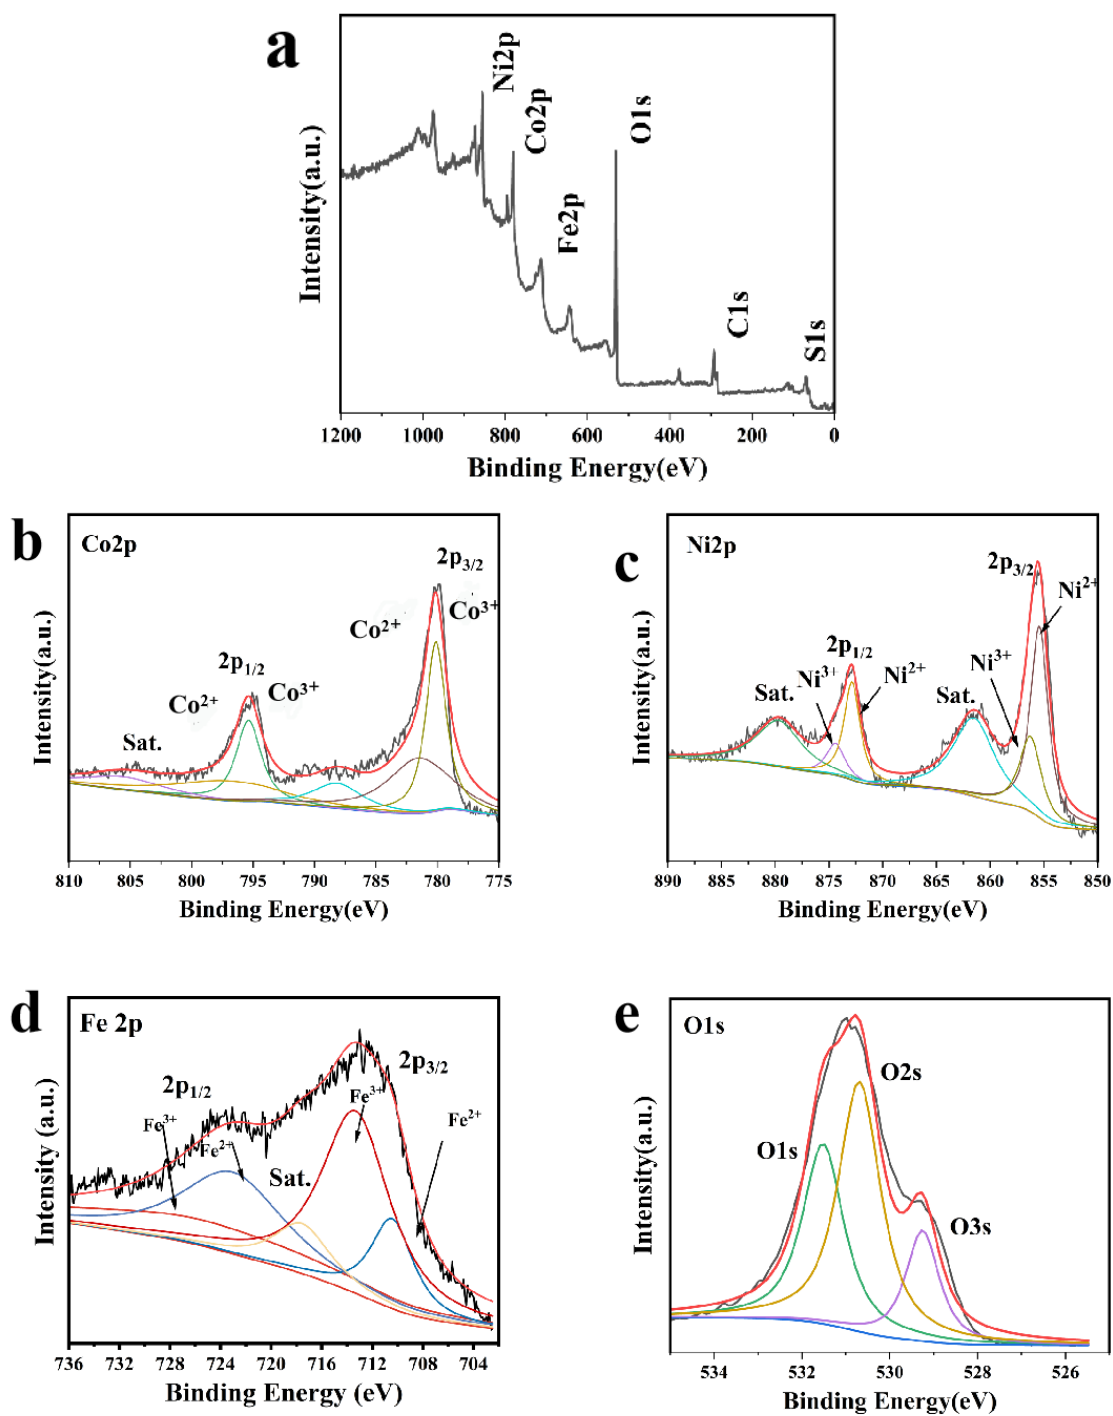 a
Ni2p
Co2p
Fe2p
O1s
C1s
S1s
Intensity(a.u.)
1200 1000 800 600 400 200 0
Binding Energy(eV)
b
Co2p
2p3/2
Co3+
Co2+
2p1/2
Co2+ Co3+
Sat.
Intensity(a.u.)
810 805 800 795 790 785 780 775
Binding Energy(eV)
c
Ni2p
2p3/2
Ni2+
Ni3+
2p1/2
Ni3+
Ni2+
Sat.
Sat.
Intensity(a.u.)
890 885 880 875 870 865 860 855 850
Binding Energy(eV)
d
Fe 2p
2p3/2
2p1/2
Fe3+
Fe2+
Fe3+
Fe2+
Sat.
Intensity (a.u.)
736 732 728 724 720 716 712 708 704
Binding Energy (eV)
e
O1s
O2s
O1s
O3s
Intensity(a.u.)
534 532 530 528 526
Binding Energy(eV)